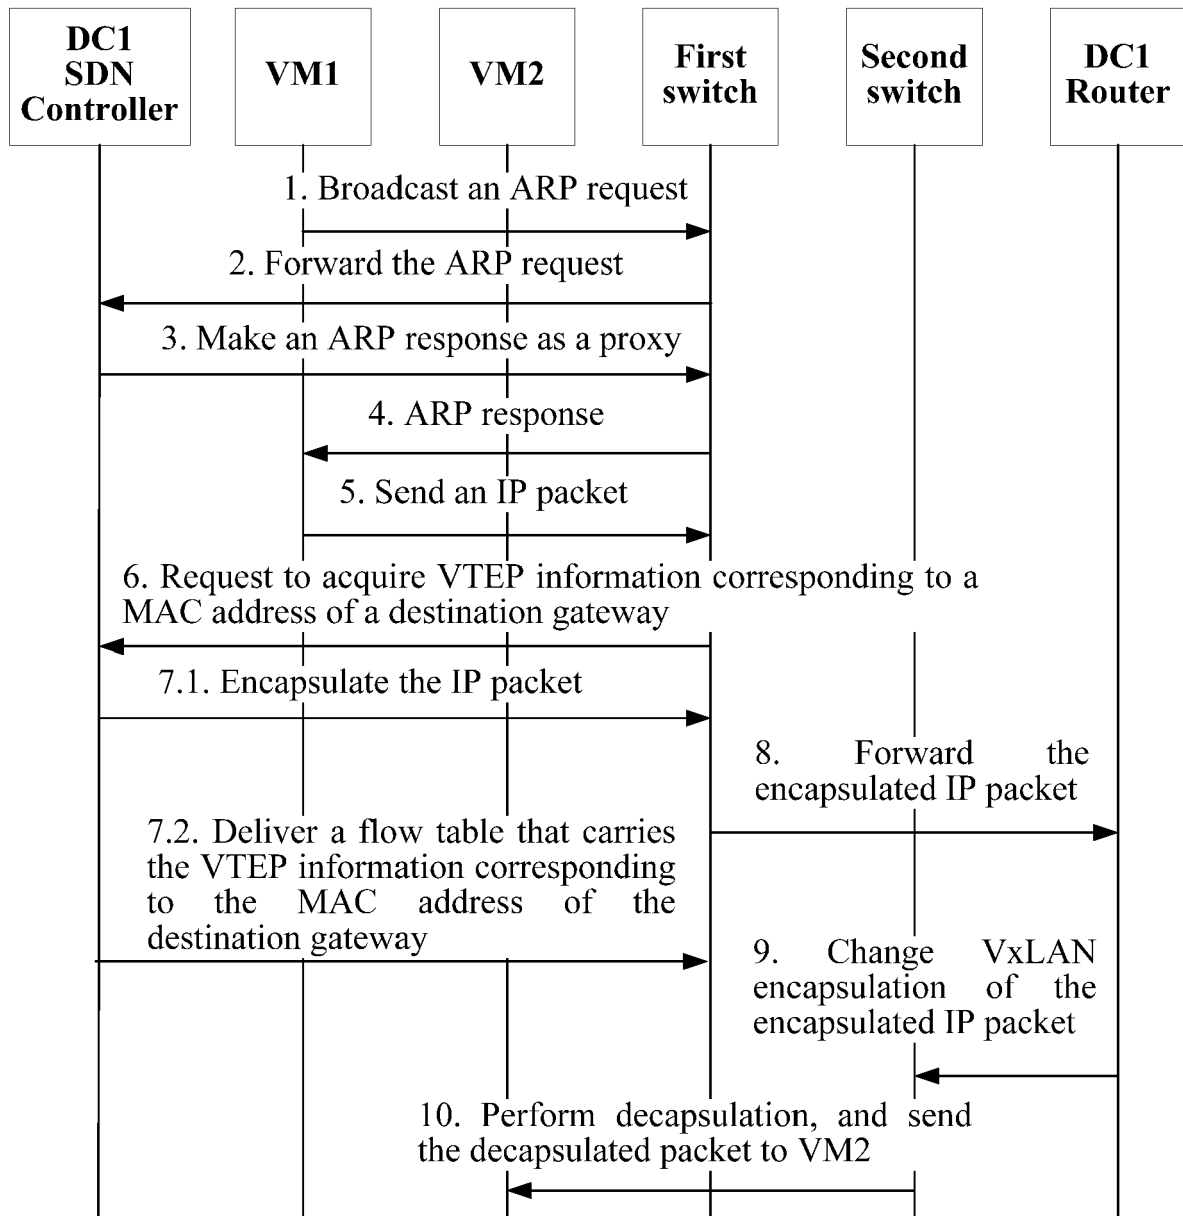 DC1
SDN
Controller
VM1
VM2
First
switch
Second
switch
DC1
Router
1. Broadcast an ARP request
2. Forward the ARP request
3. Make an ARP response as a proxy
4. ARP response
5. Send an IP packet
6. Request to acquire VTEP information corresponding to a
MAC address of a destination gateway
7.1. Encapsulate the IP packet
8. Forward the
encapsulated IP packet
7.2. Deliver a flow table that carries
the VTEP information corresponding
to the MAC address of the
destination gateway
9. Change VxLAN
encapsulation of the
encapsulated IP packet
10. Perform decapsulation, and send
the decapsulated packet to VM2